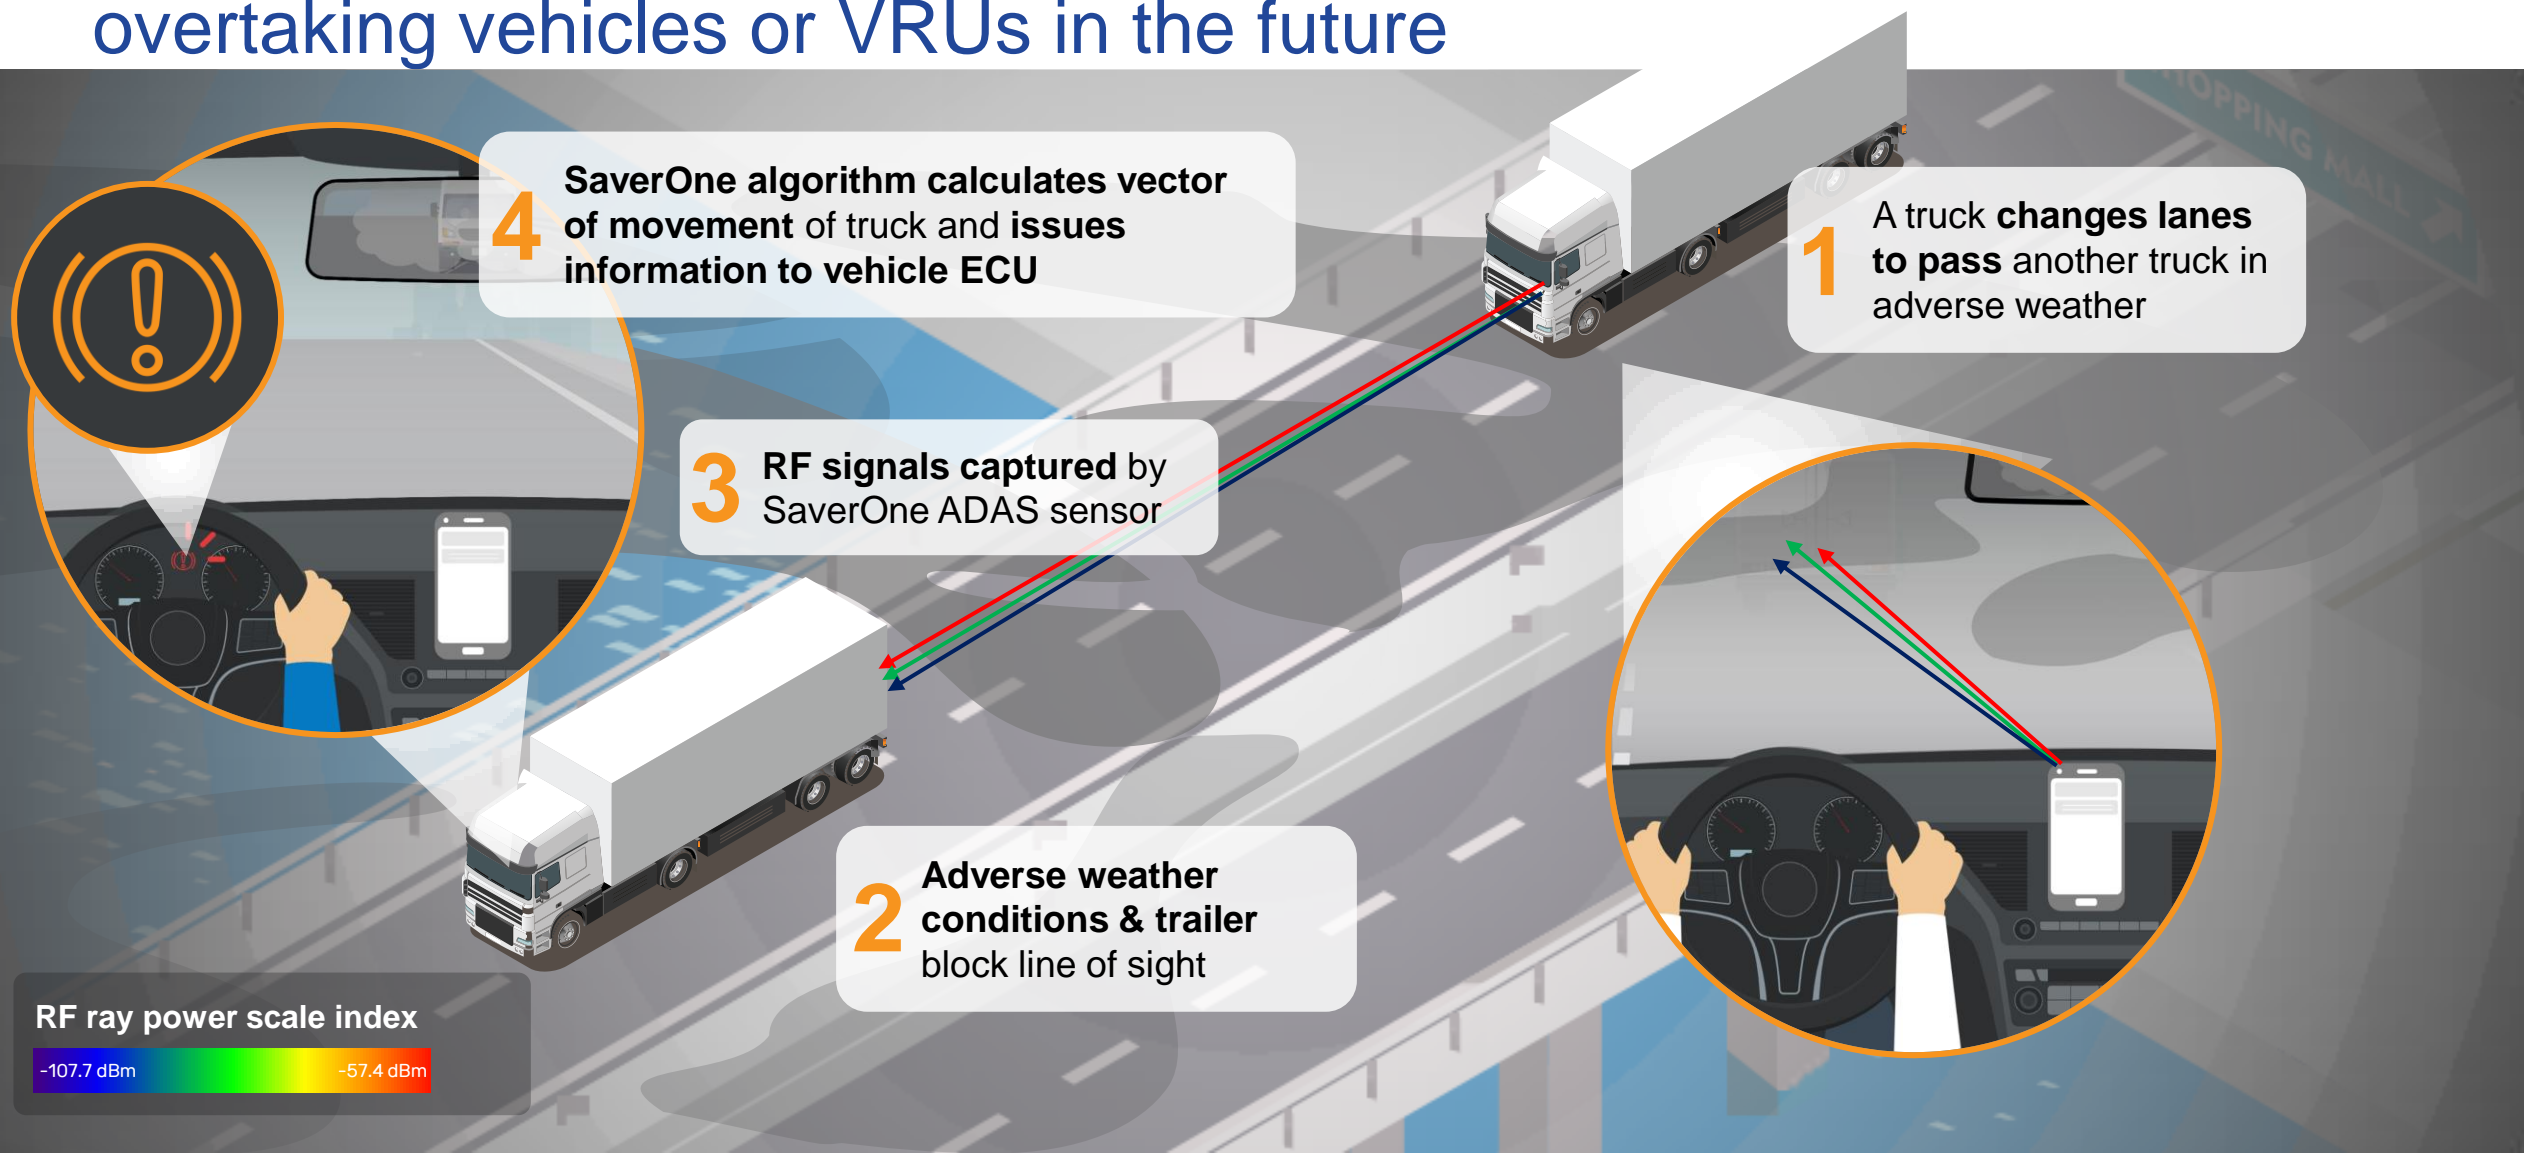 overtaking vehicles or VRUs in the future
SHOPPING MALL
4
SaverOne algorithm calculates vector
of movement of truck and issues
information to vehicle ECU
1
A truck changes lanes
to pass another truck in
adverse weather
3
RF signals captured by
SaverOne ADAS sensor
2
Adverse weather
conditions & trailer
block line of sight
RF ray power scale index
-107.7 dBm
-57.4 dBm